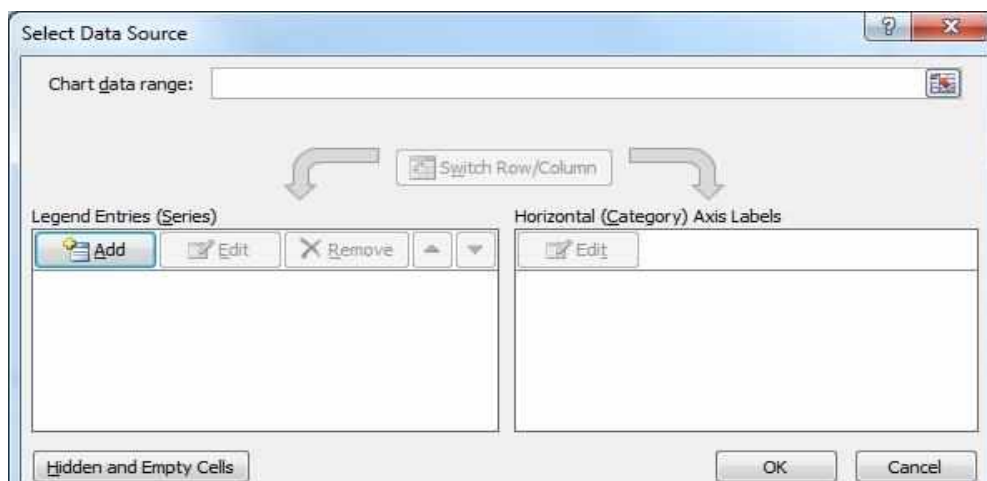 Select Data Source
Chart data range:
Switch Row/Column
Legend Entries (Series)
Horizontal (Category) Axis Labels
Add Edit Remove
Edit
Hidden and Empty Cells
OK Cancel